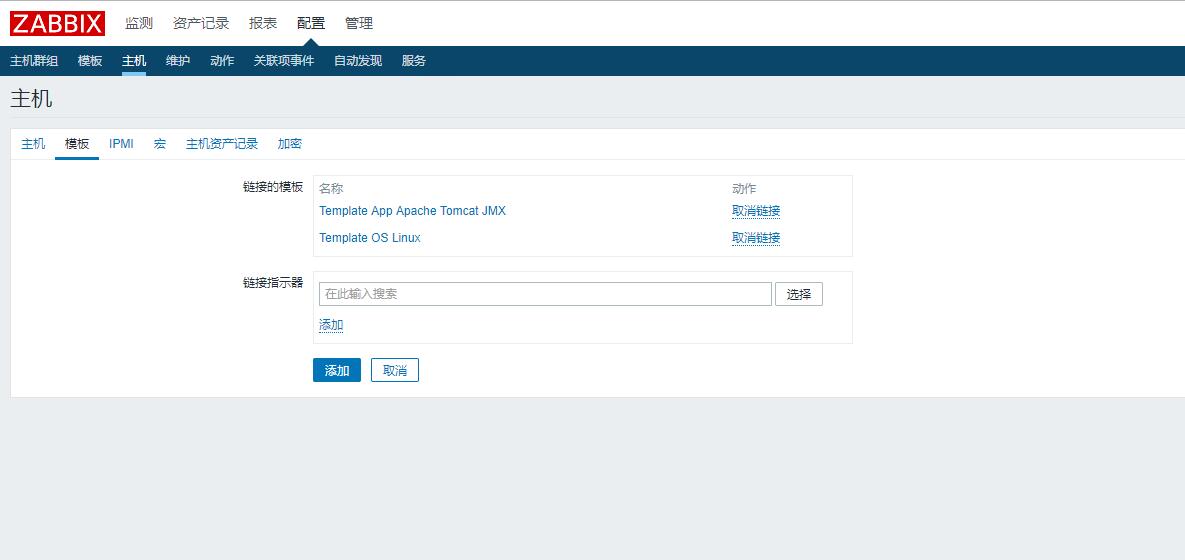 ZABBIX 监测 资产记录 报表 配置 管理
主机群组 模板 主机 维护 动作 关联项事件 自动发现 服务
主机
主机 模板 IPMI 宏 主机资产记录 加密
链接的模板 名称 动作
Template App Apache Tomcat JMX 取消链接
Template OS Linux 取消链接
链接指示器 在此输入搜索 选择
添加
添加 取消